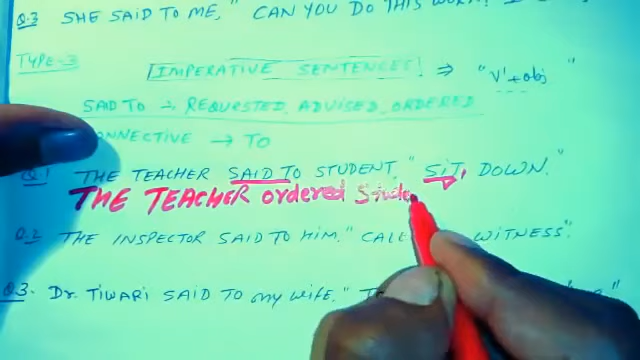 Q.3 SHE SAID TO ME, " CAN YOU DO THIS WORK!
TYPE-3
IMPERATIVE SENTENCES! ⇒ "V'+obj "
SAID TO → REQUESTED, ADVISED, ORDERED
CONNECTIVE → TO
Q.1 THE TEACHER SAID TO STUDENT, " SIT, DOWN."
THE TEACHER ordered Stude
Q.2 THE INSPECTOR SAID TO HIM. " CALL WITNESS".
Q.3. Dr. TIWARI SAID TO my WIFE. "